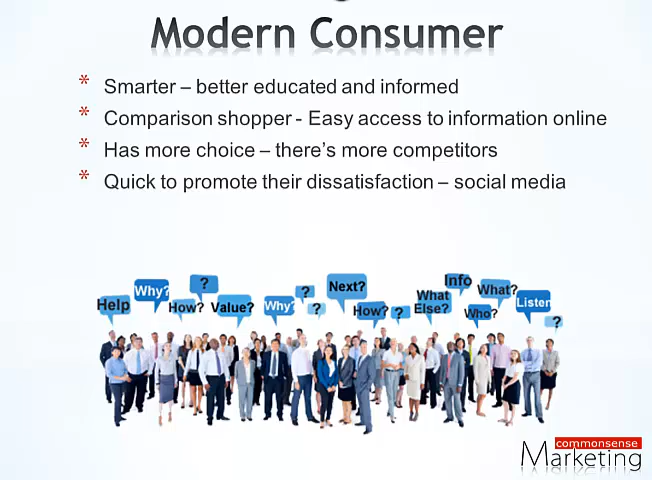 Modern Consumer
* Smarter – better educated and informed
* Comparison shopper - Easy access to information online
* Has more choice – there's more competitors
* Quick to promote their dissatisfaction – social media
Help
Why?
How?
?
Value?
Why?
?
?
Next?
How?
?
What
Else?
Info
Who?
What?
Listen
?
commonsense
Marketing